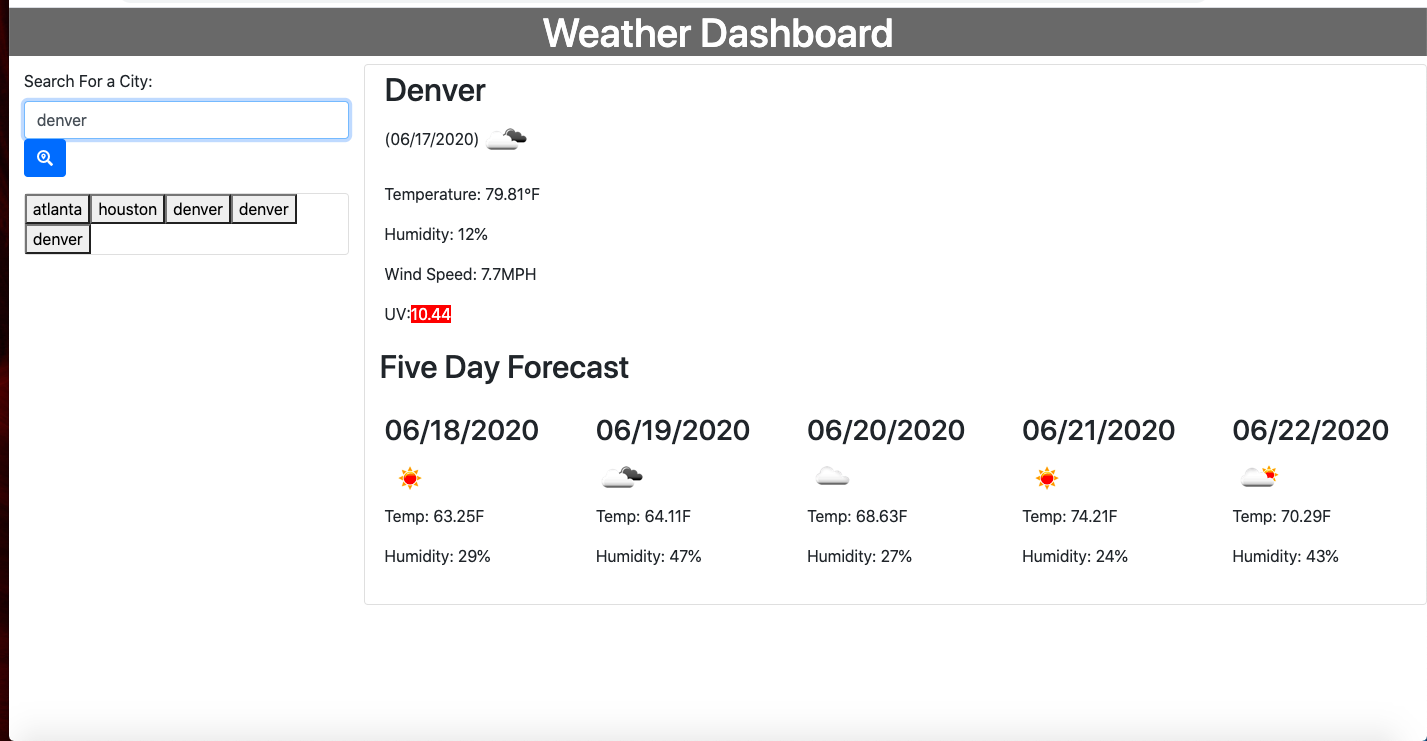 Weather Dashboard
Search For a City:
denver
atlanta houston denver denver
denver
Denver
(06/17/2020)
Temperature: 79.81°F
Humidity: 12%
Wind Speed: 7.7MPH
UV:10.44
Five Day Forecast
06/18/2020 06/19/2020 06/20/2020 06/21/2020 06/22/2020
Temp: 63.25F Temp: 64.11F Temp: 68.63F Temp: 74.21F Temp: 70.29F
Humidity: 29% Humidity: 47% Humidity: 27% Humidity: 24% Humidity: 43%